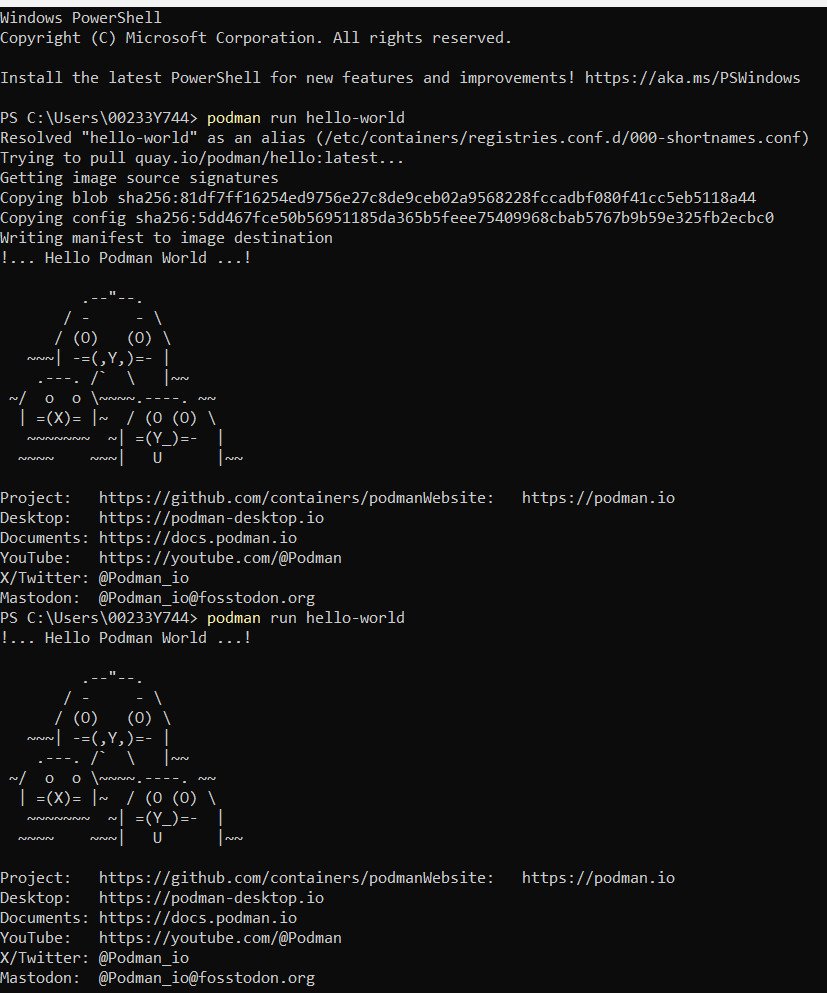 Windows PowerShell
Copyright (C) Microsoft Corporation. All rights reserved.

Install the latest PowerShell for new features and improvements! https://aka.ms/PSWindows

PS C:\Users\00233Y744> podman run hello-world
Resolved "hello-world" as an alias (/etc/containers/registries.conf.d/000-shortnames.conf)
Trying to pull quay.io/podman/hello:latest...
Getting image source signatures
Copying blob sha256:81df7ff16254ed9756e27c8de9ceb02a9568228fccadbf080f41cc5eb5118a44
Copying config sha256:5dd467fce50b56951185da365b5feee75409968cbab5767b9b59e325fb2ecbc0
Writing manifest to image destination
!... Hello Podman World ...!

         .--"--.
       / -     - \
      / (O)   (O) \
   ~~~| -=(,Y,)=- |
    .---. /`  \   |~~
 ~/  o  o \~~~~.----. ~~
  | =(X)= |~  / (O (O) \
   ~~~~~~~  ~| =(Y_)=-  |
  ~~~~    ~~~|   U      |~~

Project:   https://github.com/containers/podmanWebsite:   https://podman.io
Desktop:   https://podman-desktop.io
Documents: https://docs.podman.io
YouTube:   https://youtube.com/@Podman
X/Twitter: @Podman_io
Mastodon:  @Podman_io@fosstodon.org
PS C:\Users\00233Y744> podman run hello-world
!... Hello Podman World ...!

         .--"--.
       / -     - \
      / (O)   (O) \
   ~~~| -=(,Y,)=- |
    .---. /`  \   |~~
 ~/  o  o \~~~~.----. ~~
  | =(X)= |~  / (O (O) \
   ~~~~~~~  ~| =(Y_)=-  |
  ~~~~    ~~~|   U      |~~

Project:   https://github.com/containers/podmanWebsite:   https://podman.io
Desktop:   https://podman-desktop.io
Documents: https://docs.podman.io
YouTube:   https://youtube.com/@Podman
X/Twitter: @Podman_io
Mastodon:  @Podman_io@fosstodon.org